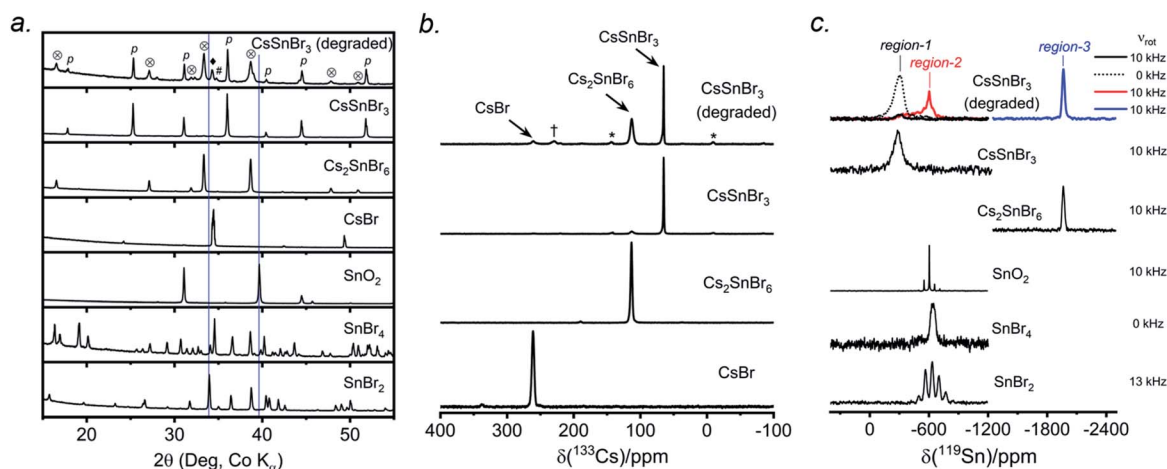 a.
⊗ p p ⊗ p ⊗ ⊗ ♦ # p ⊗ p p ⊗ ⊗ p
CsSnBr₃ (degraded)
CsSnBr₃
Cs₂SnBr₆
CsBr
SnO₂
SnBr₄
SnBr₂
20 30 40 50
2θ (Deg, Co Kα)
b.
CsSnBr₃
Cs₂SnBr₆
CsBr
CsSnBr₃
(degraded)
† * *
CsSnBr₃
Cs₂SnBr₆
CsBr
400 300 200 100 0 -100
δ(¹³³Cs)/ppm
c.
νrot
region-1
region-2
region-3
10 kHz
0 kHz
10 kHz
10 kHz
CsSnBr₃
(degraded)
CsSnBr₃
10 kHz
Cs₂SnBr₆
10 kHz
SnO₂
10 kHz
SnBr₄
0 kHz
SnBr₂
13 kHz
0 -600 -1200 -1800 -2400
δ(¹¹⁹Sn)/ppm